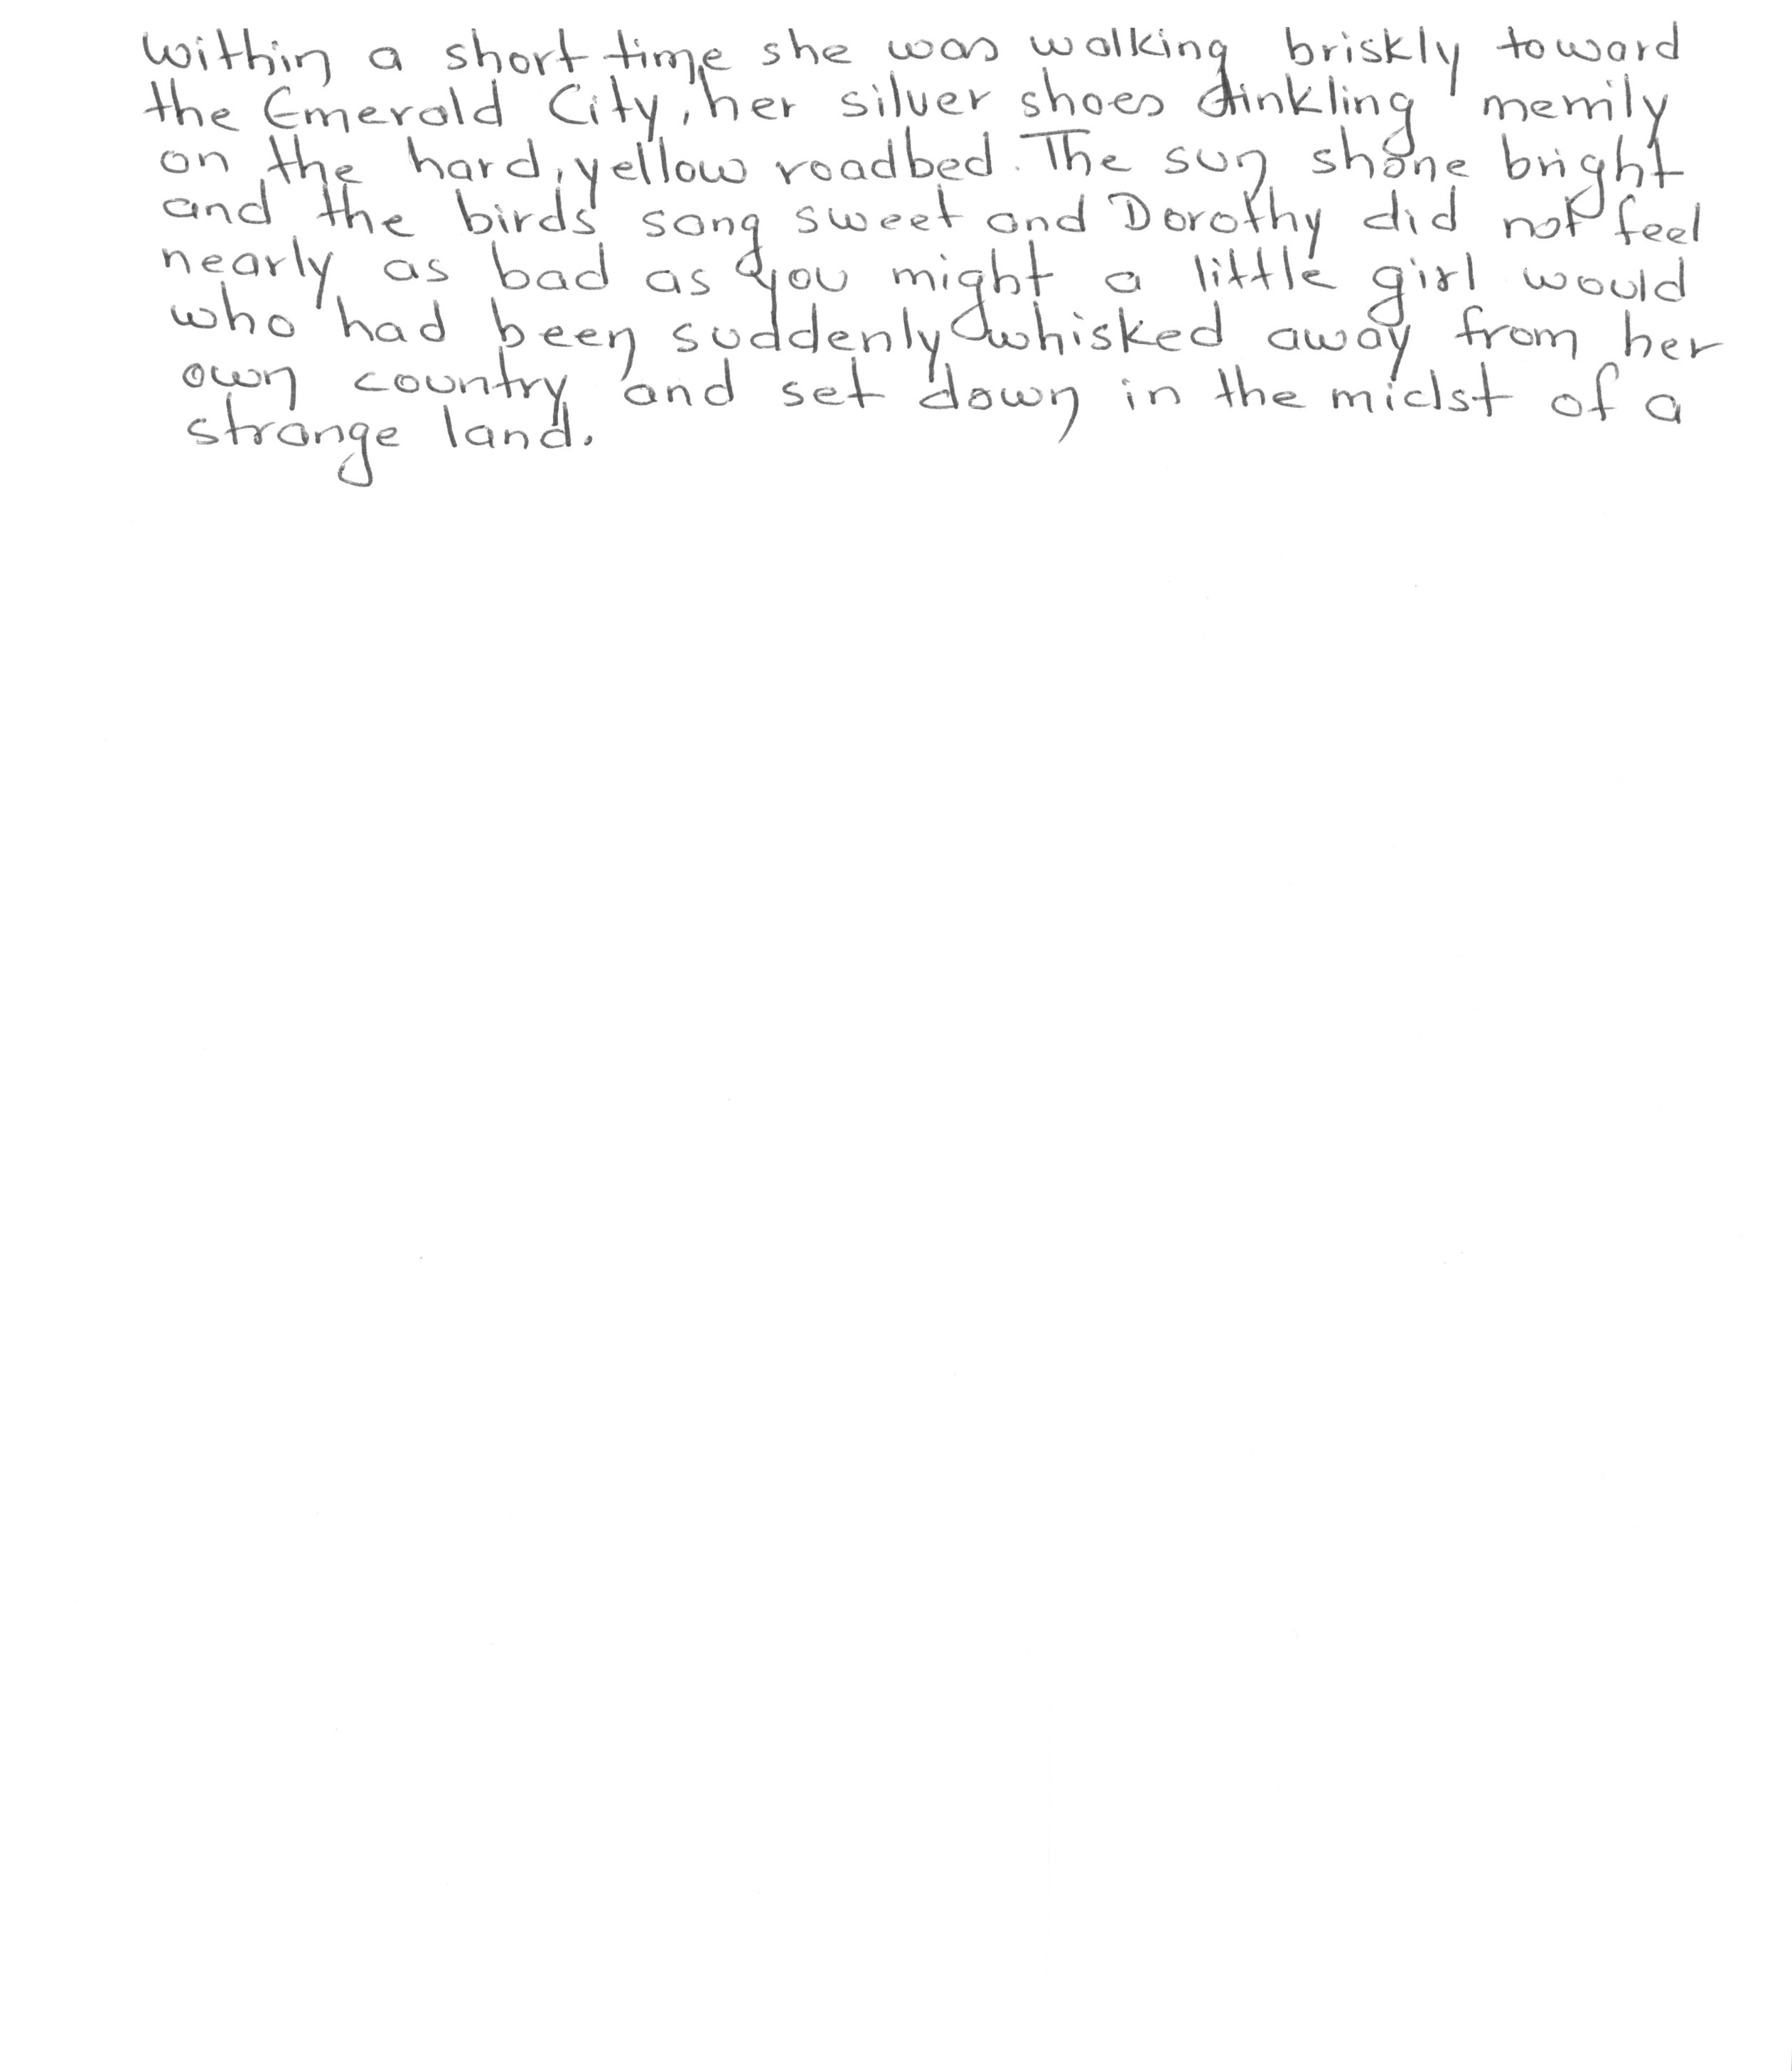 Within a short time she was walking briskly toward
the Emerald City, her silver shoes tinkling merrily
on the hard, yellow roadbed. The sun shone bright
and the birds sang sweet and Dorothy did not feel
nearly as bad as you might a little girl would
who had been suddenly whisked away from her
own country and set down in the midst of a
strange land.